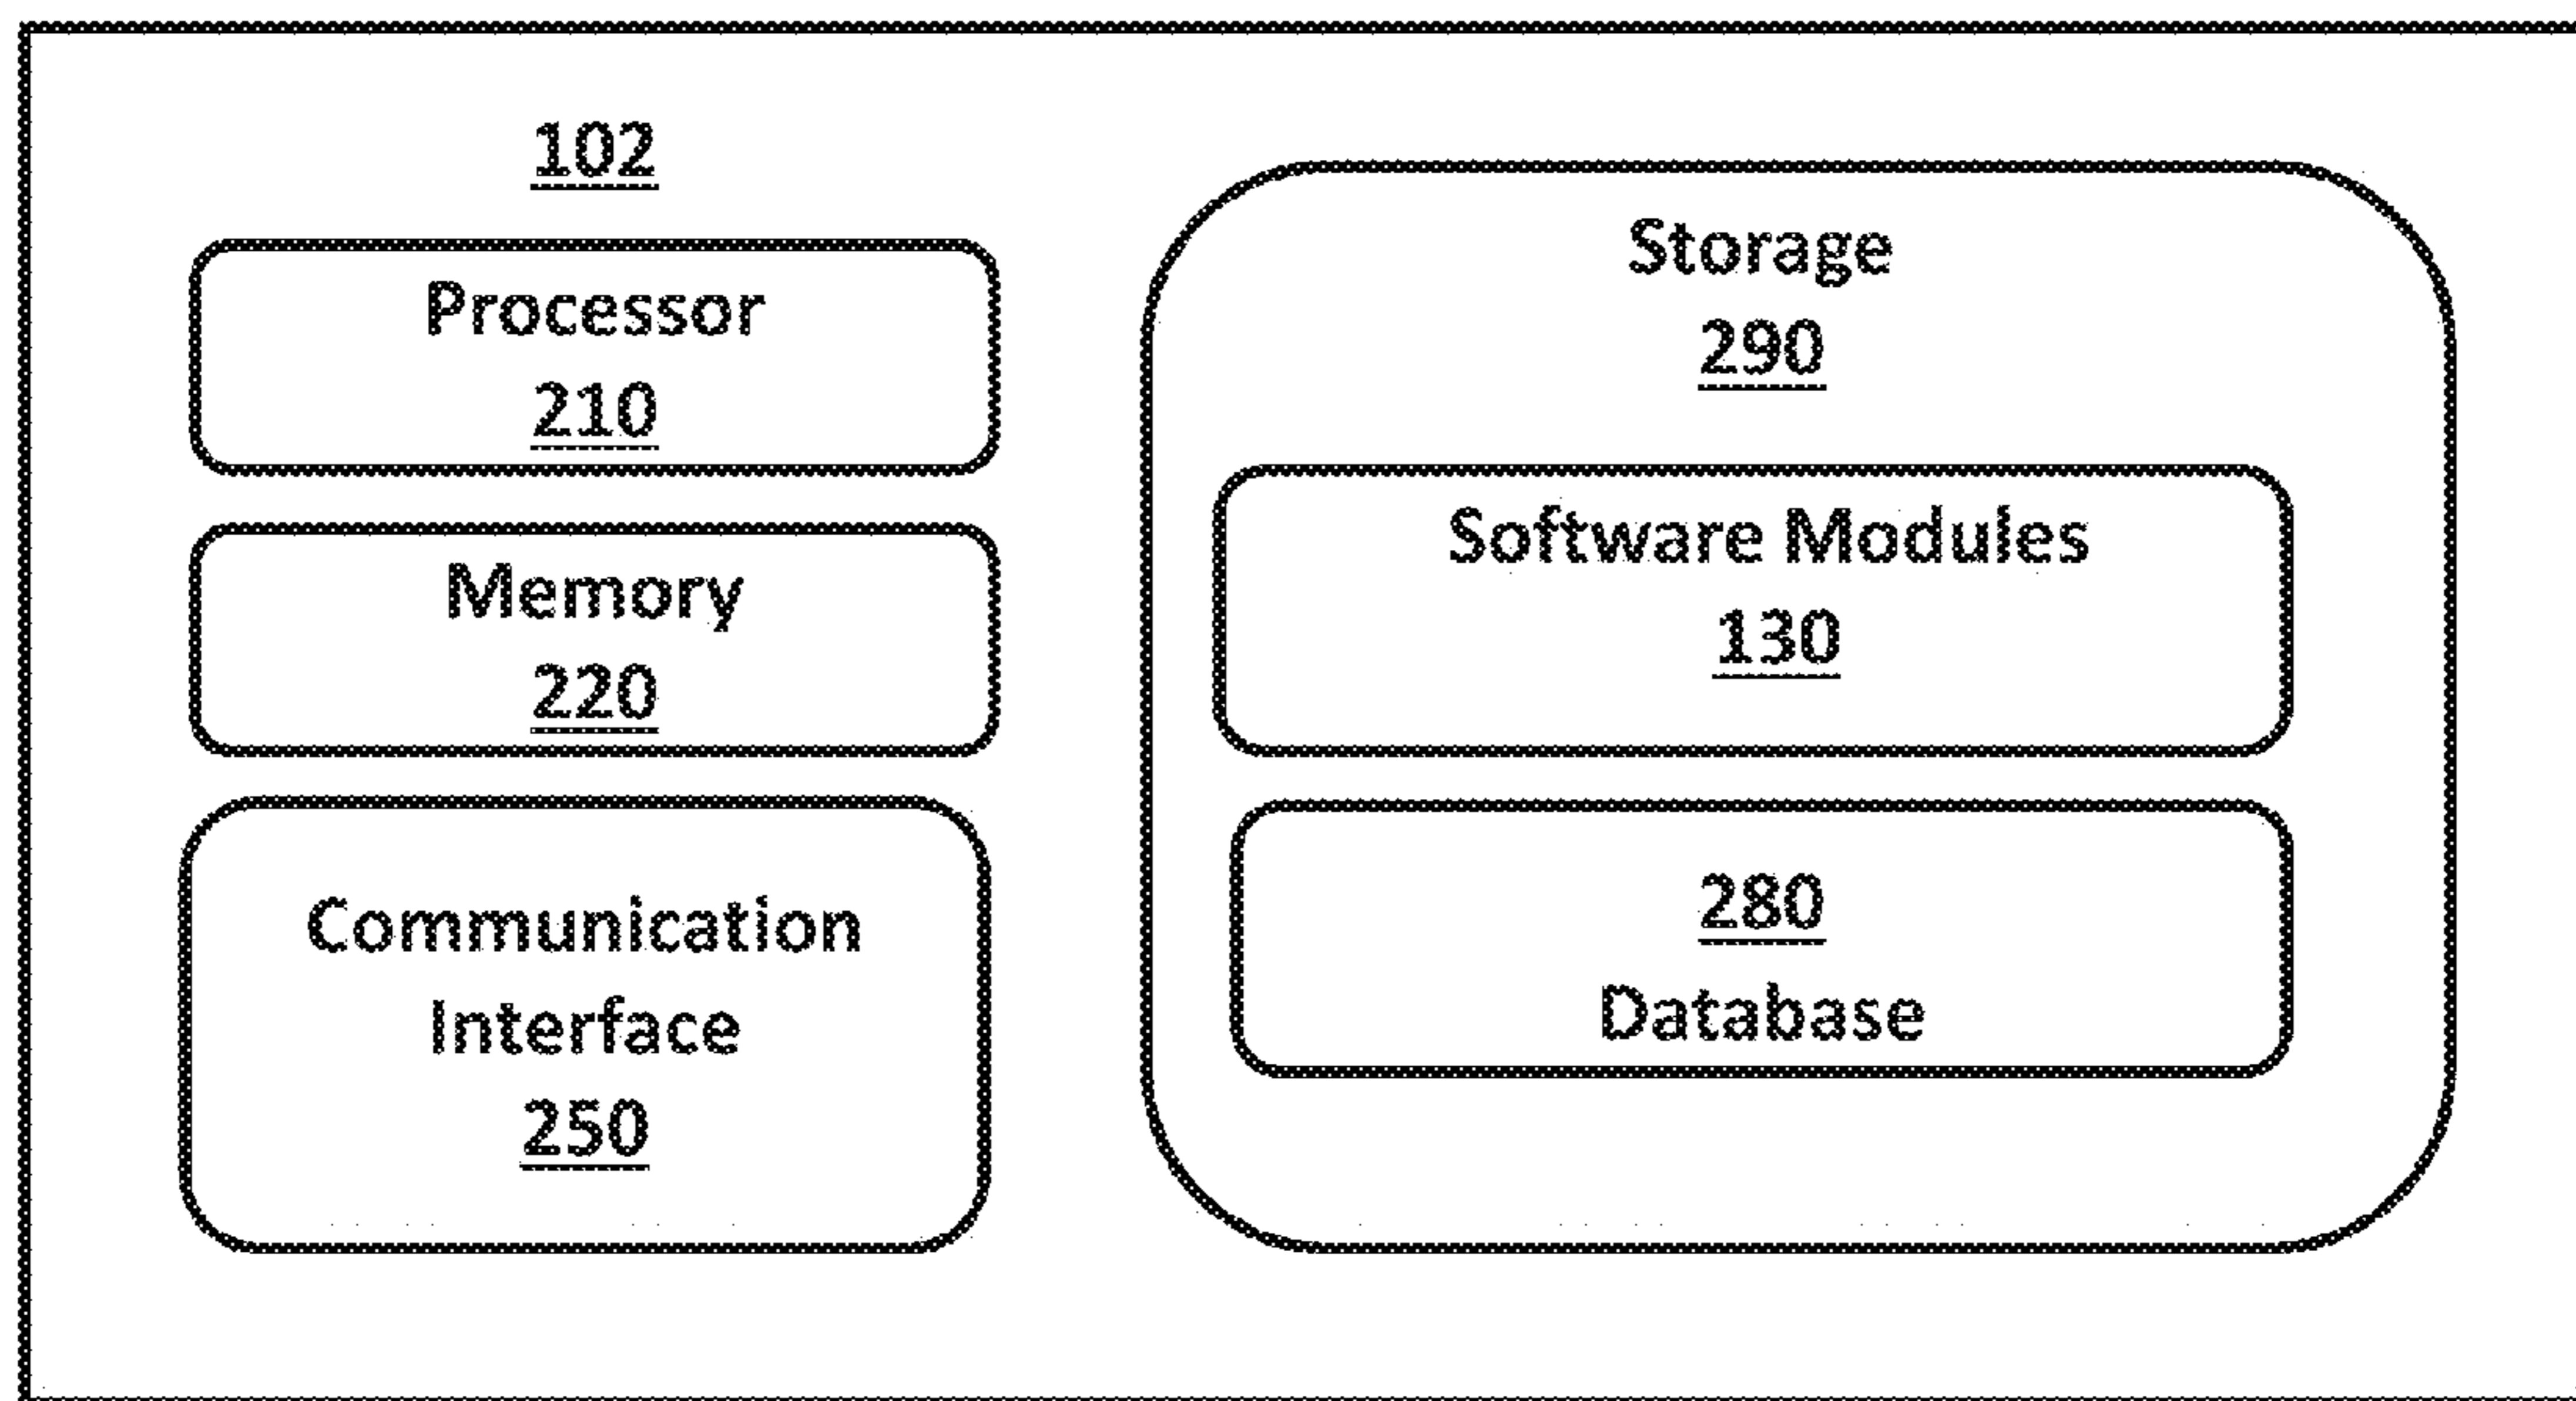 102
Processor
210
Memory
220
Communication
Interface
250
Storage
290
Software Modules
130
280
Database